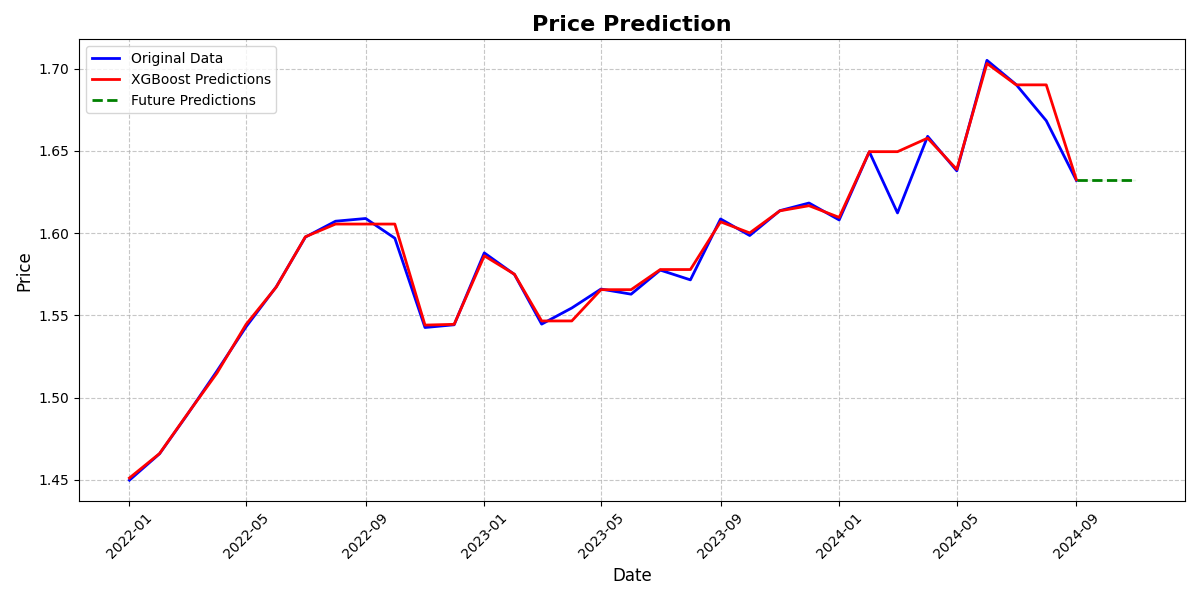 Price Prediction
Original Data
XGBoost Predictions
Future Predictions
Price
1.70
1.65
1.60
1.55
1.50
1.45
2022-01
2022-05
2022-09
2023-01
2023-05
2023-09
2024-01
2024-05
2024-09
Date